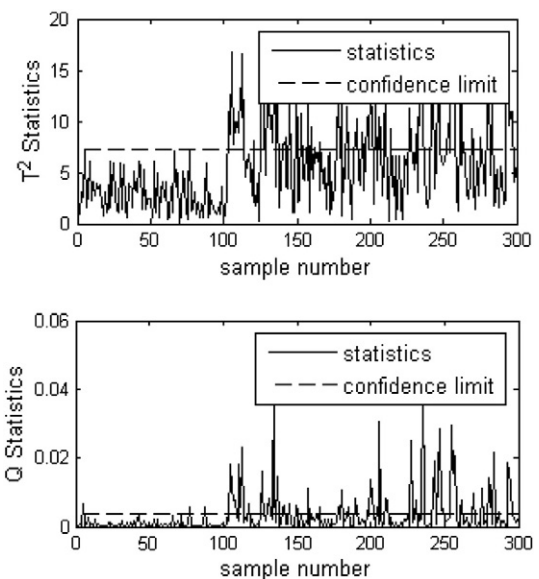 20
15
10
5
0
T² Statistics
statistics
confidence limit
0 50 100 150 200 250 300
sample number
0.06
0.04
0.02
0
Q Statistics
statistics
confidence limit
0 50 100 150 200 250 300
sample number